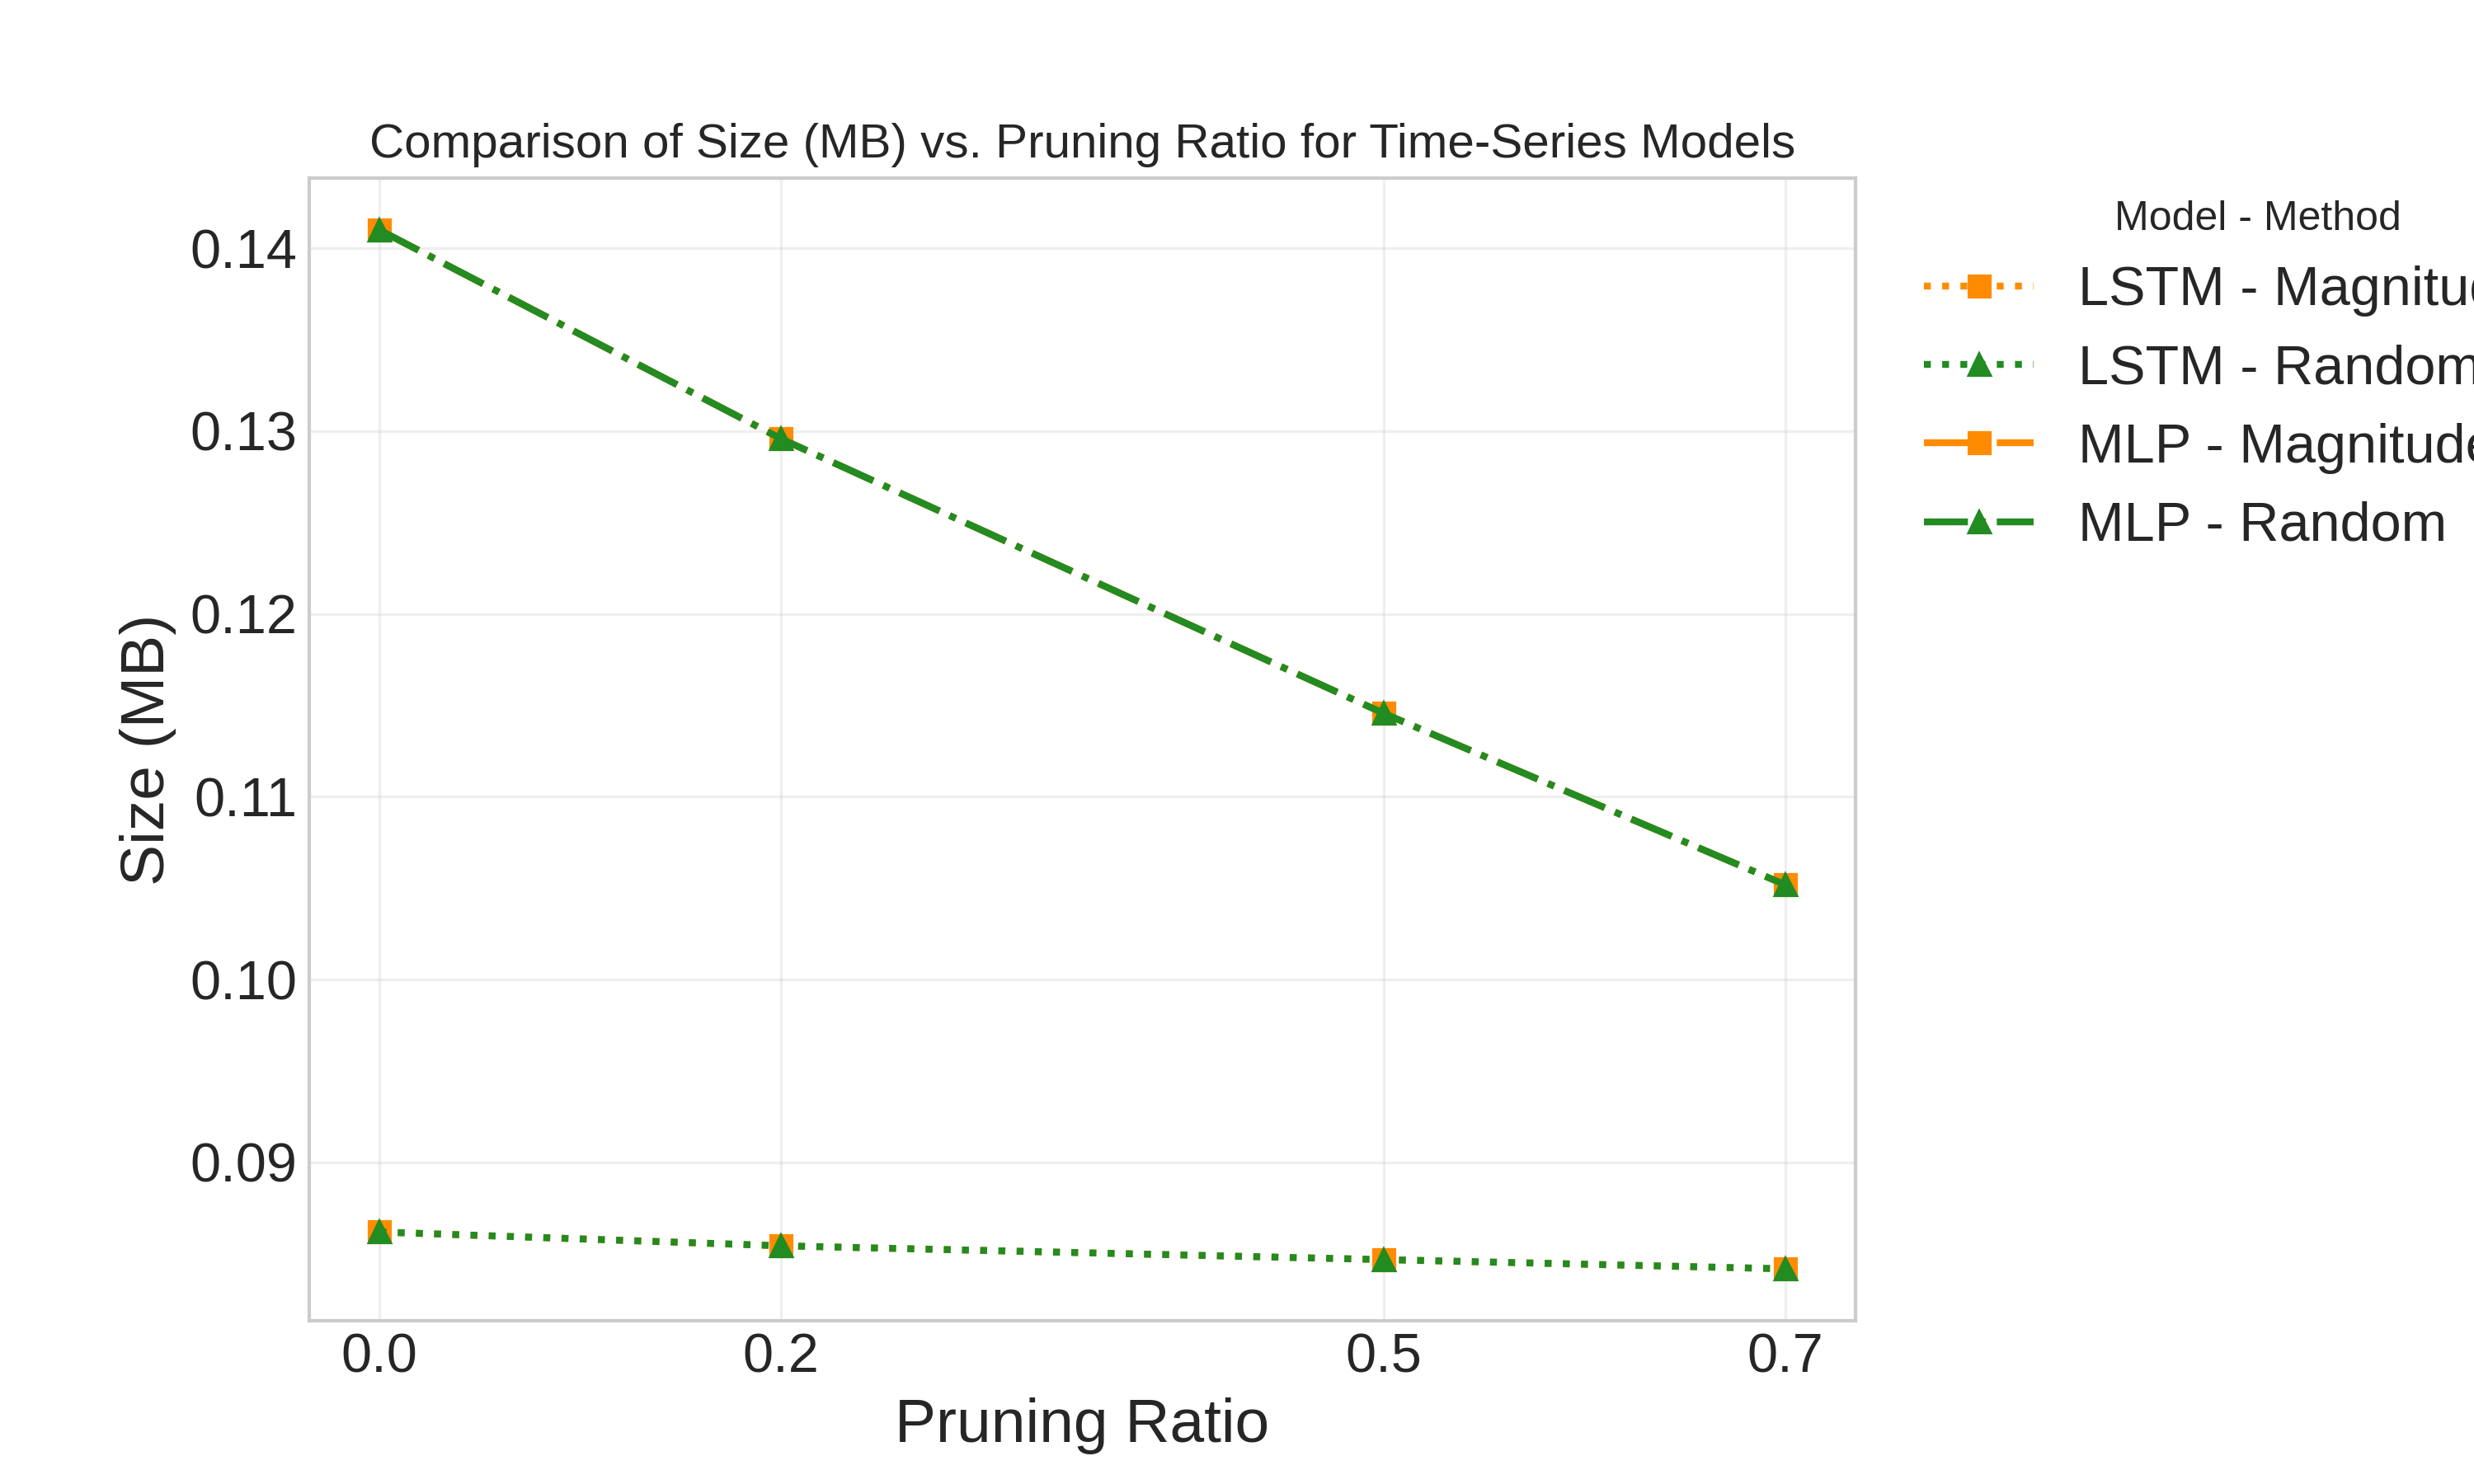 Comparison of Size (MB) vs. Pruning Ratio for Time-Series Models
Model - Method
LSTM - Magnitu
LSTM - Random
MLP - Magnitude
MLP - Random
Size (MB)
0.14
0.13
0.12
0.11
0.10
0.09
0.0 0.2 0.5 0.7
Pruning Ratio